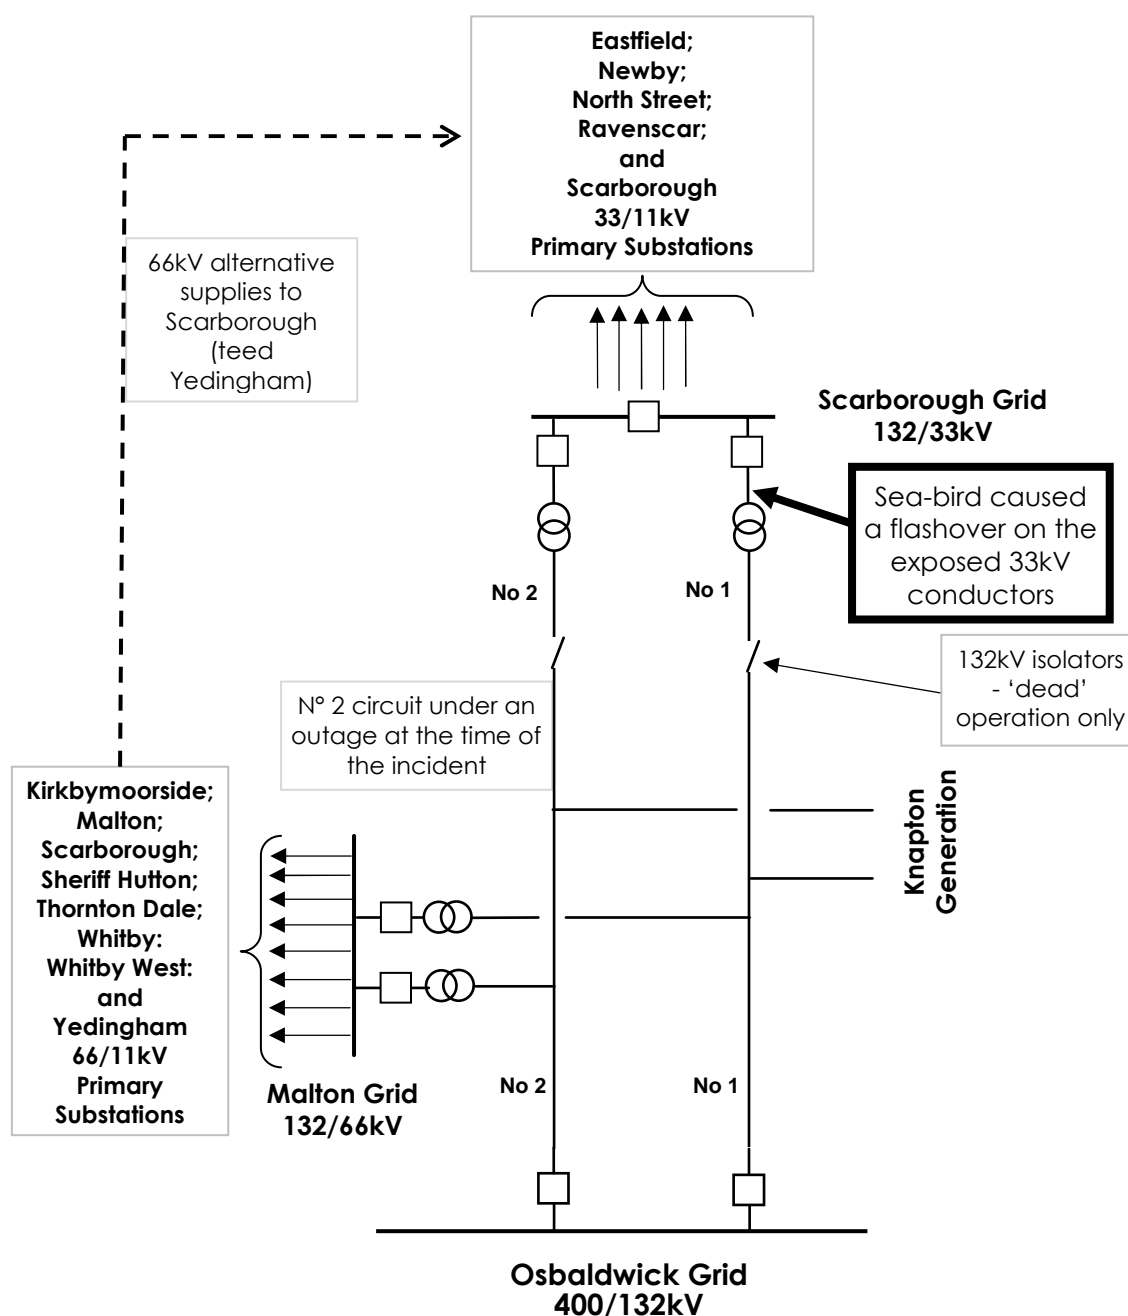 Eastfield;
Newby;
North Street;
Ravenscar;
and
Scarborough
33/11kV
Primary Substations
66kV alternative
supplies to
Scarborough
(teed
Yedingham)
Scarborough Grid
132/33kV
Sea-bird caused
a flashover on the
exposed 33kV
conductors
No 2
No 1
132kV isolators
- ‘dead’
operation only
N° 2 circuit under an
outage at the time of
the incident
Knapton
Generation
Kirkbymoorside;
Malton;
Scarborough;
Sheriff Hutton;
Thornton Dale;
Whitby:
Whitby West:
and
Yedingham
66/11kV
Primary
Substations
Malton Grid
132/66kV
No 2
No 1
Osbaldwick Grid
400/132kV